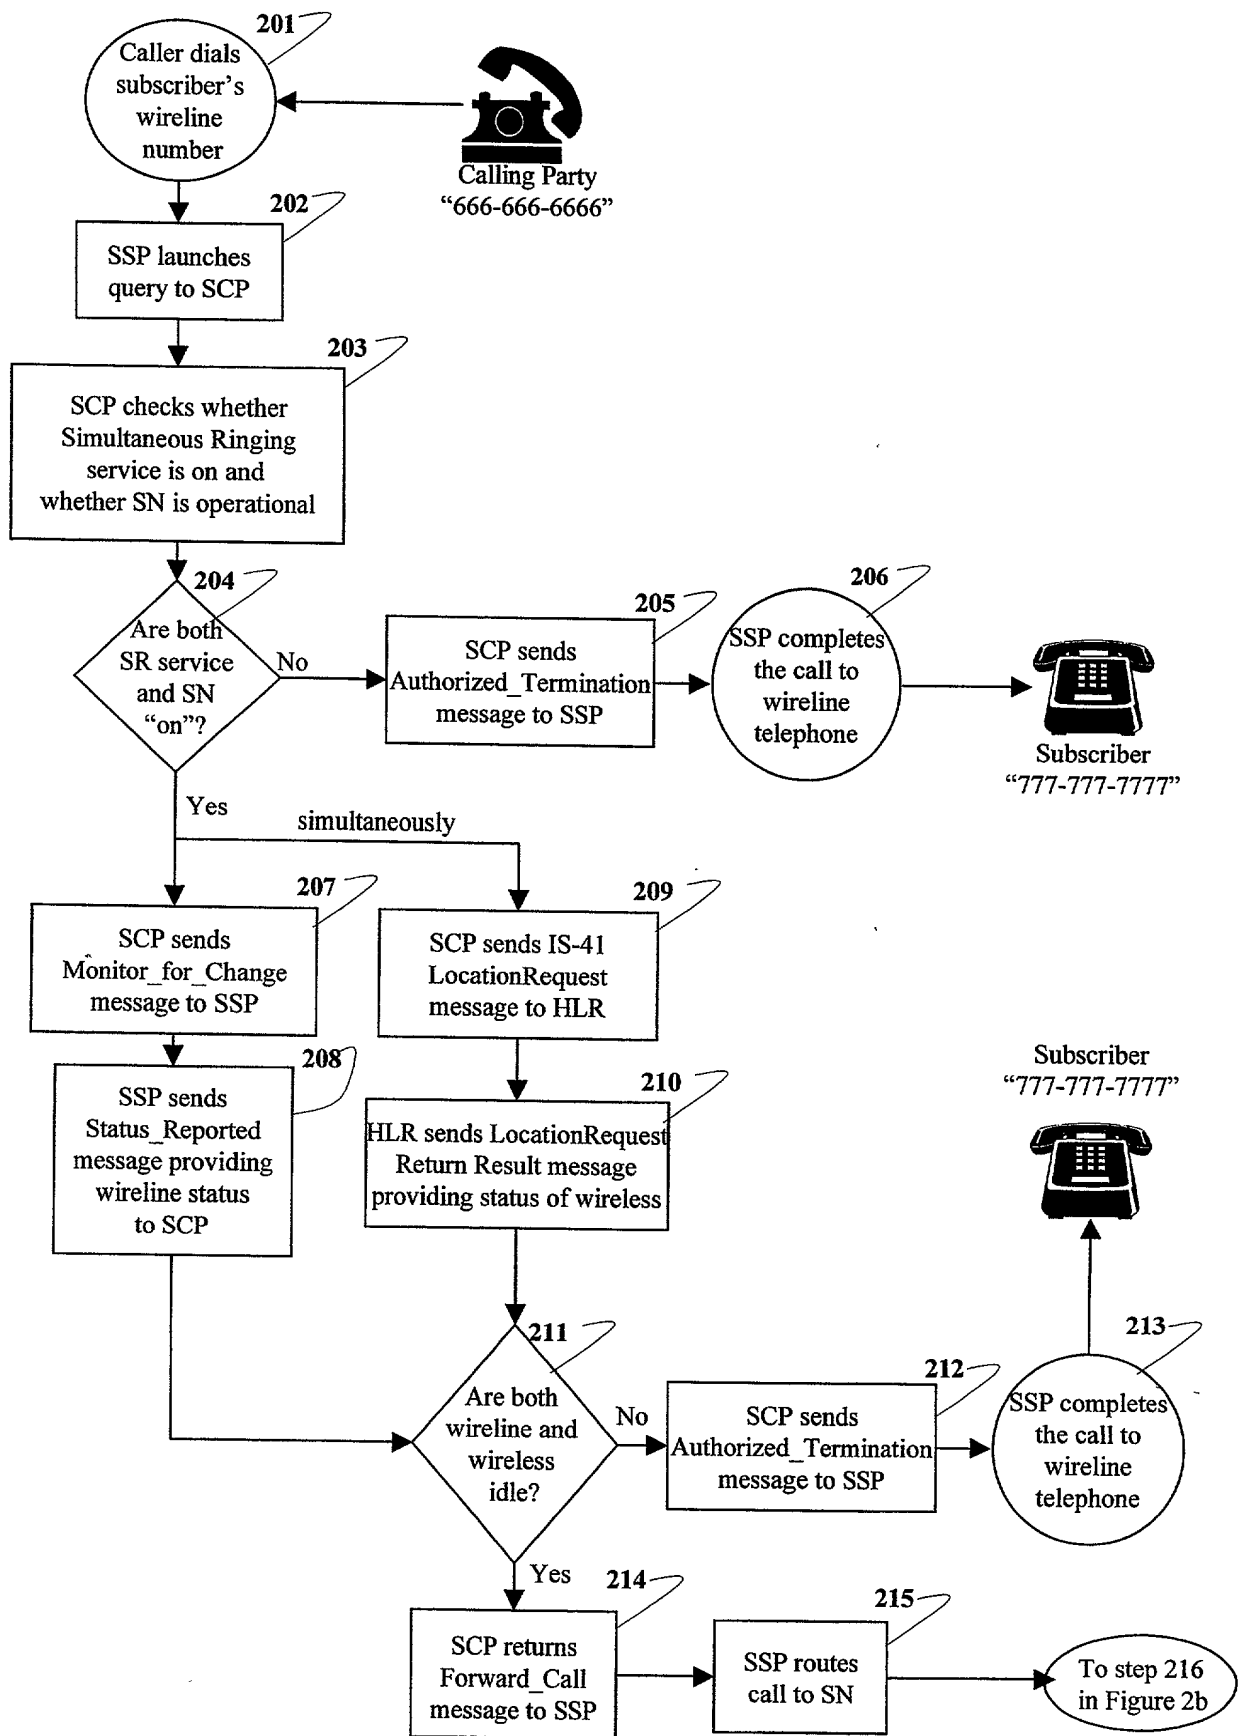 201
Caller dials
subscriber's
wireline
number
Calling Party
“666-666-6666”
202
SSP launches
query to SCP
203
SCP checks whether
Simultaneous Ringing
service is on and
whether SN is operational
204
Are both
SR service
and SN
“on”?
No
205
SCP sends
Authorized_Termination
message to SSP
206
SSP completes
the call to
wireline
telephone
Subscriber
“777-777-7777”
Yes
simultaneously
207
SCP sends
Monitor_for_Change
message to SSP
209
SCP sends IS-41
LocationRequest
message to HLR
208
SSP sends
Status_Reported
message providing
wireline status
to SCP
210
HLR sends LocationRequest
Return Result message
providing status of wireless
Subscriber
“777-777-7777”
211
Are both
wireline and
wireless
idle?
No
212
SCP sends
Authorized_Termination
message to SSP
213
SSP completes
the call to
wireline
telephone
Yes
214
SCP returns
Forward_Call
message to SSP
215
SSP routes
call to SN
To step 216
in Figure 2b